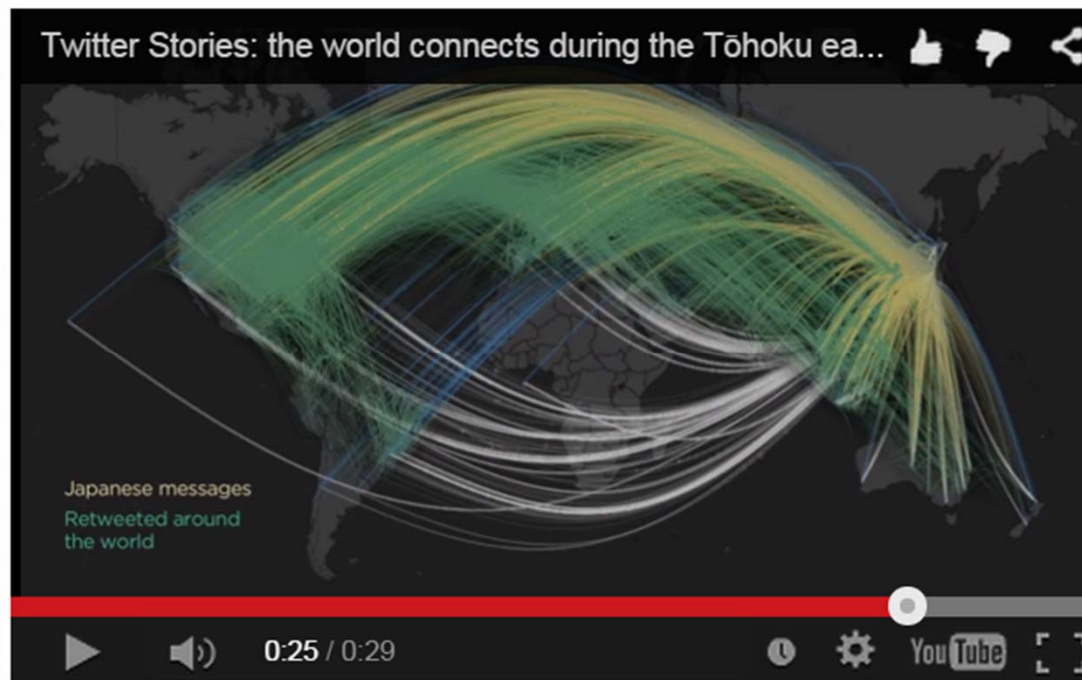 Twitter Stories: the world connects during the Tōhoku ea...
Japanese messages
Retweeted around
the world
0:25 / 0:29
YouTube